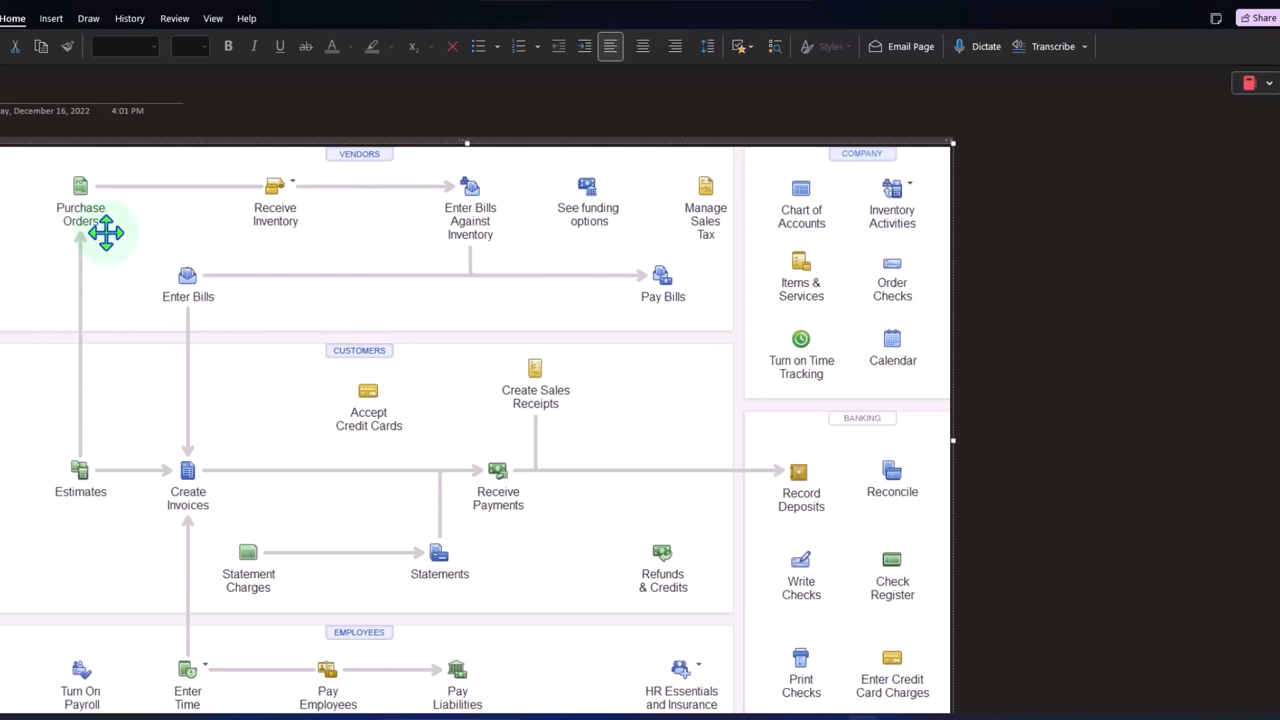 Home Insert Draw History Review View Help Share
B I U ab A x Styles Email Page Dictate Transcribe
ay, December 16, 2022 4:01 PM
VENDORS
Purchase
Orders
Receive
Inventory
Enter Bills
Against
Inventory
See funding
options
Manage
Sales
Tax
Enter Bills
Pay Bills
CUSTOMERS
Accept
Credit Cards
Create Sales
Receipts
Estimates
Create
Invoices
Receive
Payments
Statement
Charges
Statements
Refunds
& Credits
EMPLOYEES
Turn On
Payroll
Enter
Time
Pay
Employees
Pay
Liabilities
HR Essentials
and Insurance
COMPANY
Chart of
Accounts
Inventory
Activities
Items &
Services
Order
Checks
Turn on Time
Tracking
Calendar
BANKING
Record
Deposits
Reconcile
Write
Checks
Check
Register
Print
Checks
Enter Credit
Card Charges